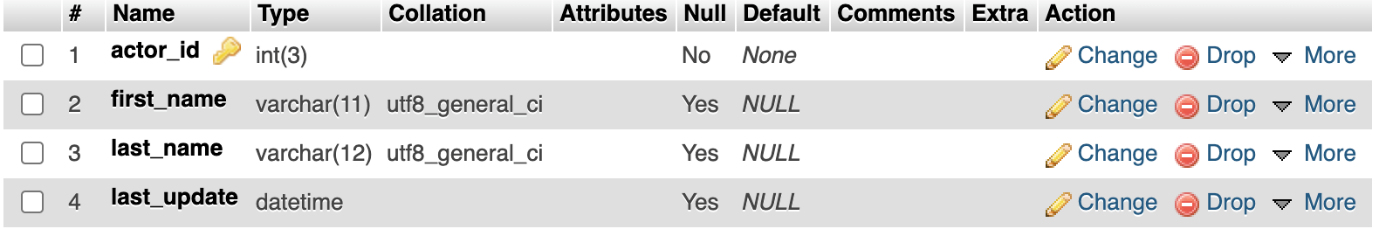 # Name Type Collation Attributes Null Default Comments Extra Action
1 actor_id int(3) No None Change Drop More
2 first_name varchar(11) utf8_general_ci Yes NULL Change Drop More
3 last_name varchar(12) utf8_general_ci Yes NULL Change Drop More
4 last_update datetime Yes NULL Change Drop More